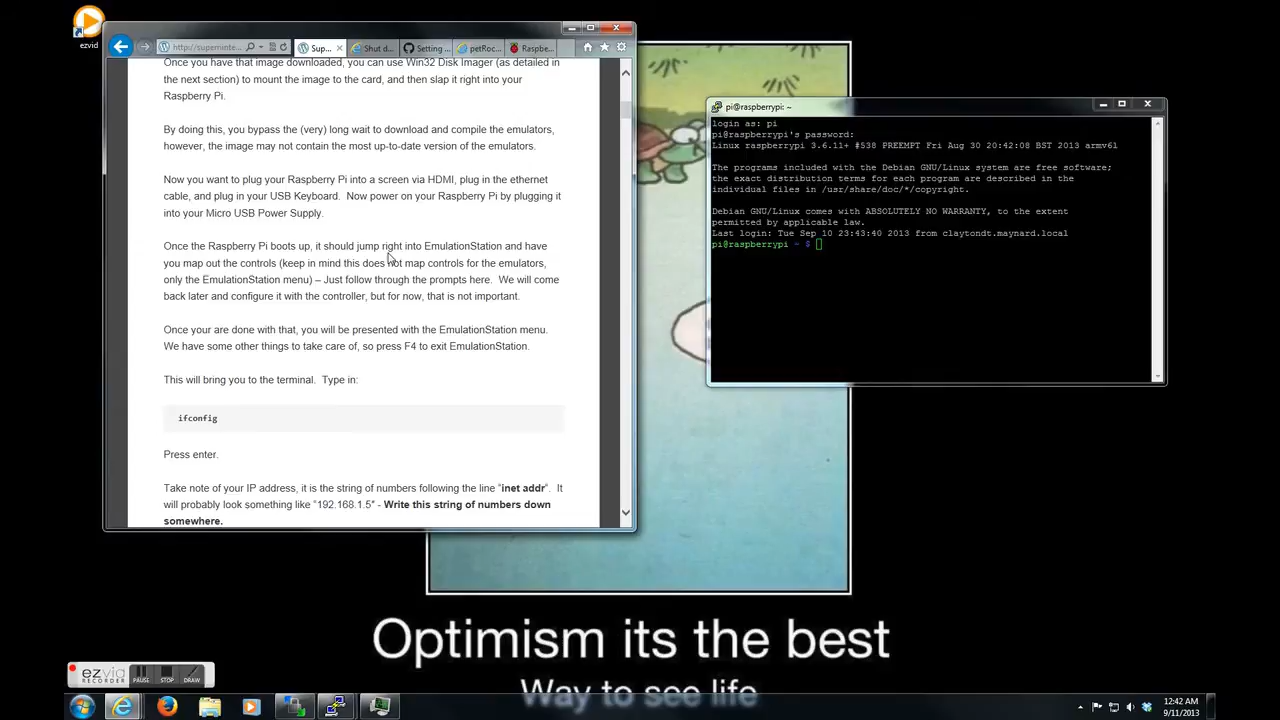 ezvid
http://superninte...
Sup...
Shut d...
Setting ...
petRoc...
Raspbe...
Once you have that image downloaded, you can use Win32 Disk Imager (as detailed in
the next section) to mount the image to the card, and then slap it right into your
Raspberry Pi.
By doing this, you bypass the (very) long wait to download and compile the emulators,
however, the image may not contain the most up-to-date version of the emulators.
Now you want to plug your Raspberry Pi into a screen via HDMI, plug in the ethernet
cable, and plug in your USB Keyboard. Now power on your Raspberry Pi by plugging it
into your Micro USB Power Supply.
Once the Raspberry Pi boots up, it should jump right into EmulationStation and have
you map out the controls (keep in mind this does not map controls for the emulators,
only the EmulationStation menu) – Just follow through the prompts here. We will come
back later and configure it with the controller, but for now, that is not important.
Once your are done with that, you will be presented with the EmulationStation menu.
We have some other things to take care of, so press F4 to exit EmulationStation.
This will bring you to the terminal. Type in:
ifconfig
Press enter.
Take note of your IP address, it is the string of numbers following the line “inet addr“. It
will probably look something like “192.168.1.5″ - Write this string of numbers down
somewhere.
pi@raspberrypi: ~
login as: pi
pi@raspberrypi's password:
Linux raspberrypi 3.6.11+ #538 PREEMPT Fri Aug 30 20:42:08 BST 2013 armv6l
The programs included with the Debian GNU/Linux system are free software;
the exact distribution terms for each program are described in the
individual files in /usr/share/doc/*/copyright.
Debian GNU/Linux comes with ABSOLUTELY NO WARRANTY, to the extent
permitted by applicable law.
Last login: Tue Sep 10 23:43:40 2013 from claytondt.maynard.local
pi@raspberrypi ~ $
Optimism its the best
Way to see life
ezvid
RECORDER
PAUSE
STOP
DRAW
12:42 AM
9/11/2013